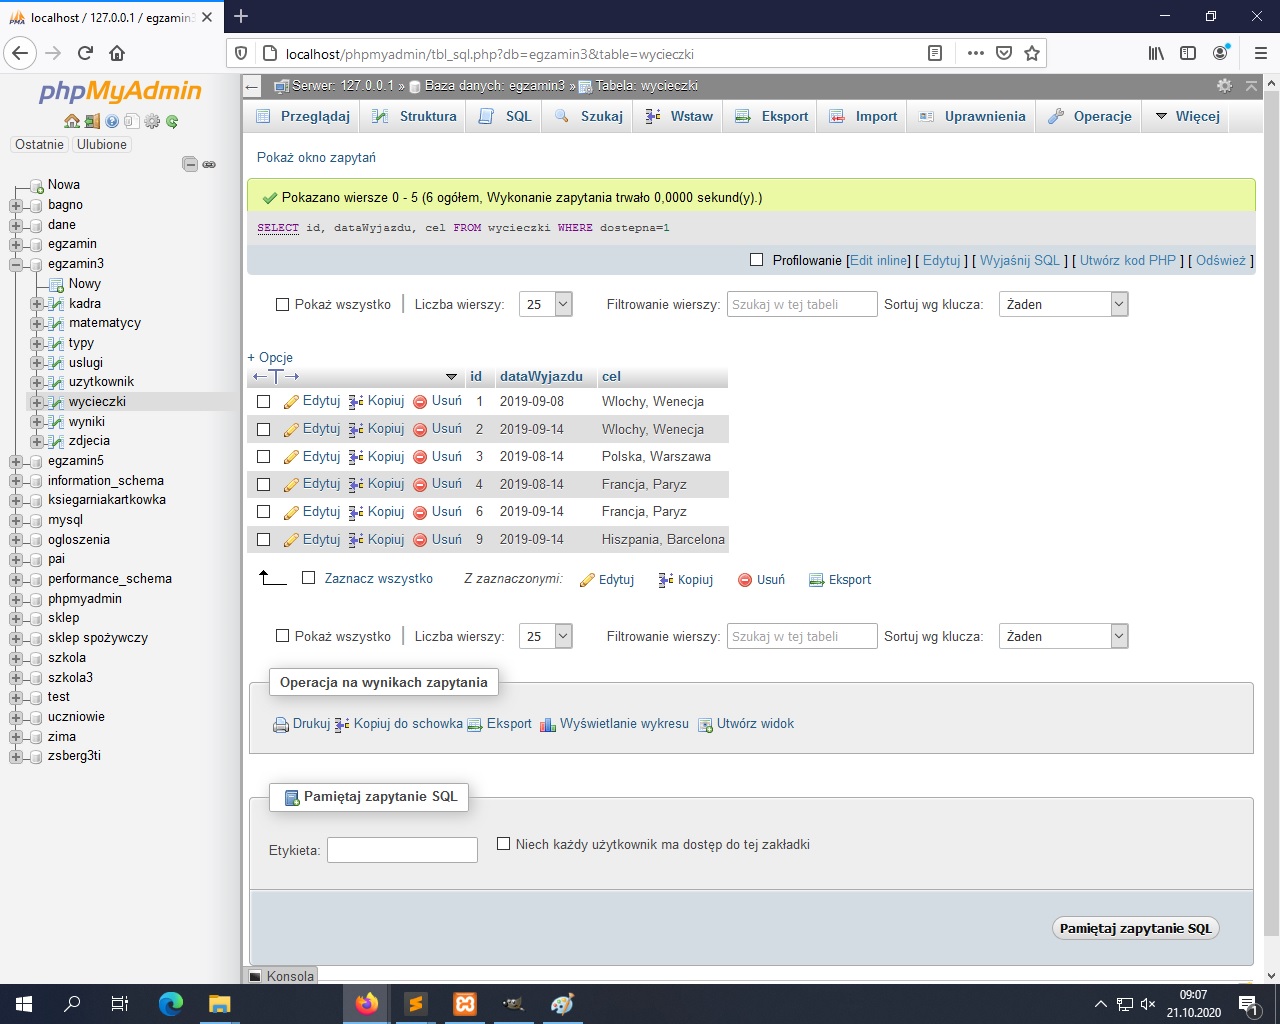 localhost / 127.0.0.1 / egzamin3
localhost/phpmyadmin/tbl_sql.php?db=egzamin3&table=wycieczki
phpMyAdmin
Ostatnie Ulubione
Nowa
bagno
dane
egzamin
egzamin3
Nowy
kadra
matematycy
typy
uslugi
uzytkownik
wycieczki
wyniki
zdjecia
egzamin5
information_schema
ksiegarniakartkowka
mysql
ogloszenia
pai
performance_schema
phpmyadmin
sklep
sklep spożywczy
szkola
szkola3
test
uczniowie
zima
zsberg3ti
Serwer: 127.0.0.1 » Baza danych: egzamin3 » Tabela: wycieczki
Przeglądaj Struktura SQL Szukaj Wstaw Eksport Import Uprawnienia Operacje Więcej
Pokaż okno zapytań
Pokazano wiersze 0 - 5 (6 ogółem, Wykonanie zapytania trwało 0,0000 sekund(y).)
SELECT id, dataWyjazdu, cel FROM wycieczki WHERE dostepna=1
Profilowanie [Edit inline] [ Edytuj ] [ Wyjaśnij SQL ] [ Utwórz kod PHP ] [ Odśwież ]
Pokaż wszystko Liczba wierszy: 25 Filtrowanie wierszy: Szukaj w tej tabeli Sortuj wg klucza: Żaden
+ Opcje
←T→ id dataWyjazdu cel
Edytuj Kopiuj Usuń 1 2019-09-08 Wlochy, Wenecja
Edytuj Kopiuj Usuń 2 2019-09-14 Wlochy, Wenecja
Edytuj Kopiuj Usuń 3 2019-08-14 Polska, Warszawa
Edytuj Kopiuj Usuń 4 2019-08-14 Francja, Paryz
Edytuj Kopiuj Usuń 6 2019-09-14 Francja, Paryz
Edytuj Kopiuj Usuń 9 2019-09-14 Hiszpania, Barcelona
Zaznacz wszystko Z zaznaczonymi: Edytuj Kopiuj Usuń Eksport
Pokaż wszystko Liczba wierszy: 25 Filtrowanie wierszy: Szukaj w tej tabeli Sortuj wg klucza: Żaden
Operacja na wynikach zapytania
Drukuj Kopiuj do schowka Eksport Wyświetlanie wykresu Utwórz widok
Pamiętaj zapytanie SQL
Etykieta: Niech każdy użytkownik ma dostęp do tej zakładki
Pamiętaj zapytanie SQL
Konsola
09:07
21.10.2020
1